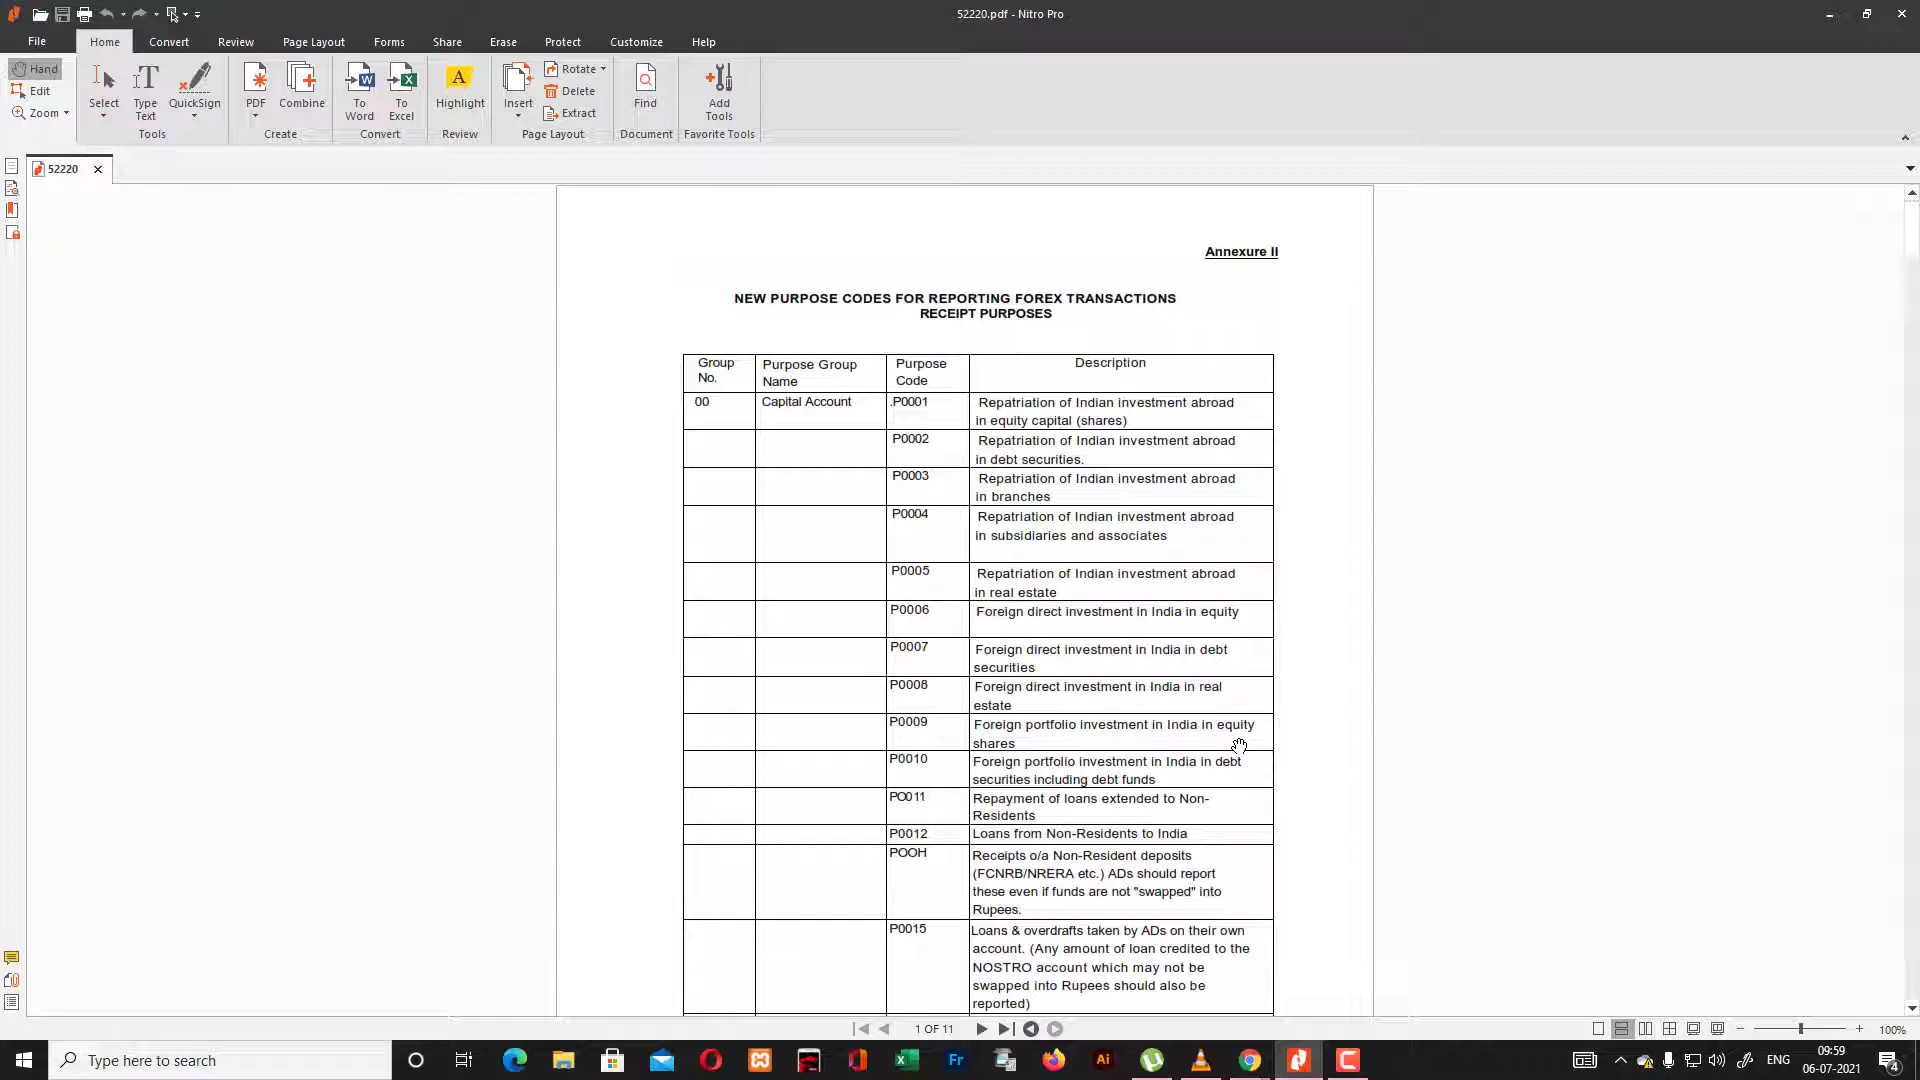 52220.pdf - Nitro Pro
File Home Convert Review Page Layout Forms Share Erase Protect Customize Help
Hand
Edit
Zoom
Select
Type Text
QuickSign
Tools
PDF
Combine
Create
To Word
To Excel
Convert
Highlight
Review
Insert
Rotate
Delete
Extract
Page Layout
Find
Document
Add Tools
Favorite Tools
52220
Annexure II
NEW PURPOSE CODES FOR REPORTING FOREX TRANSACTIONS
RECEIPT PURPOSES
Group No. Purpose Group Name Purpose Code Description
00 Capital Account .P0001 Repatriation of Indian investment abroad
in equity capital (shares)
P0002 Repatriation of Indian investment abroad
in debt securities.
P0003 Repatriation of Indian investment abroad
in branches
P0004 Repatriation of Indian investment abroad
in subsidiaries and associates
P0005 Repatriation of Indian investment abroad
in real estate
P0006 Foreign direct investment in India in equity
P0007 Foreign direct investment in India in debt
securities
P0008 Foreign direct investment in India in real
estate
P0009 Foreign portfolio investment in India in equity
shares
P0010 Foreign portfolio investment in India in debt
securities including debt funds
PO011 Repayment of loans extended to Non-
Residents
P0012 Loans from Non-Residents to India
POOH Receipts o/a Non-Resident deposits
(FCNRB/NRERA etc.) ADs should report
these even if funds are not "swapped" into
Rupees.
P0015 Loans & overdrafts taken by ADs on their own
account. (Any amount of loan credited to the
NOSTRO account which may not be
swapped into Rupees should also be
reported)
1 OF 11
100%
Type here to search
Fr
Ai
ENG
09:59
06-07-2021
4